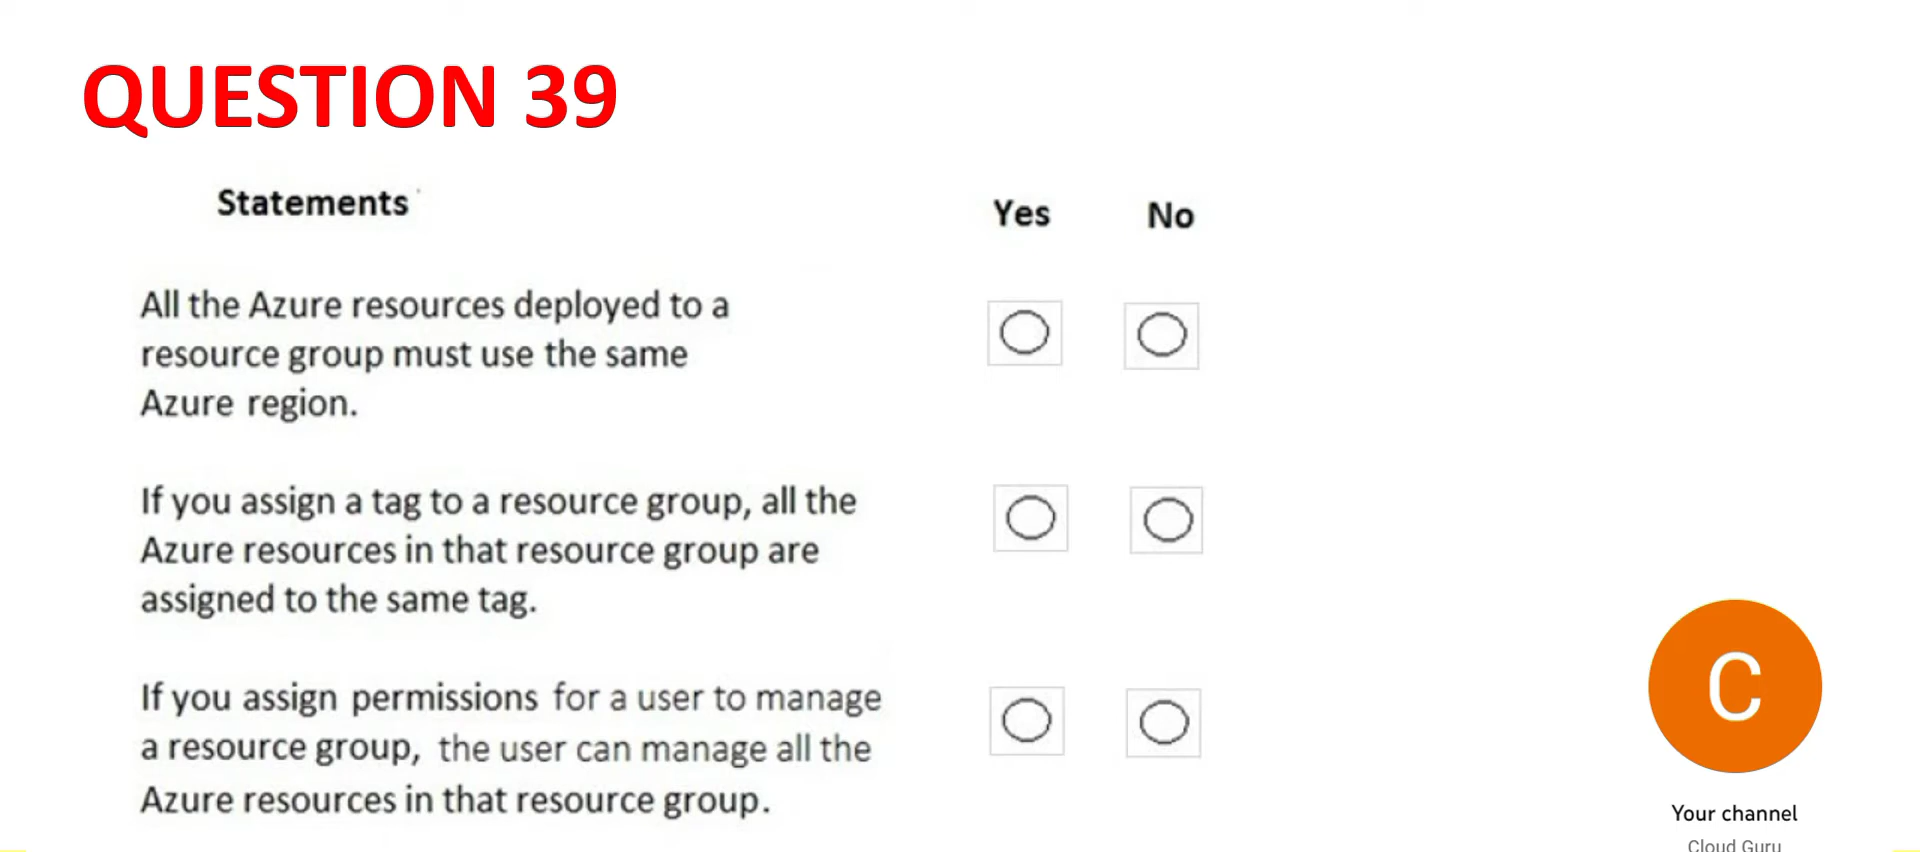 QUESTION 39
Statements
Yes No
All the Azure resources deployed to a
resource group must use the same
Azure region.
If you assign a tag to a resource group, all the
Azure resources in that resource group are
assigned to the same tag.
If you assign permissions for a user to manage
a resource group, the user can manage all the
Azure resources in that resource group.
C
Your channel
Cloud Guru